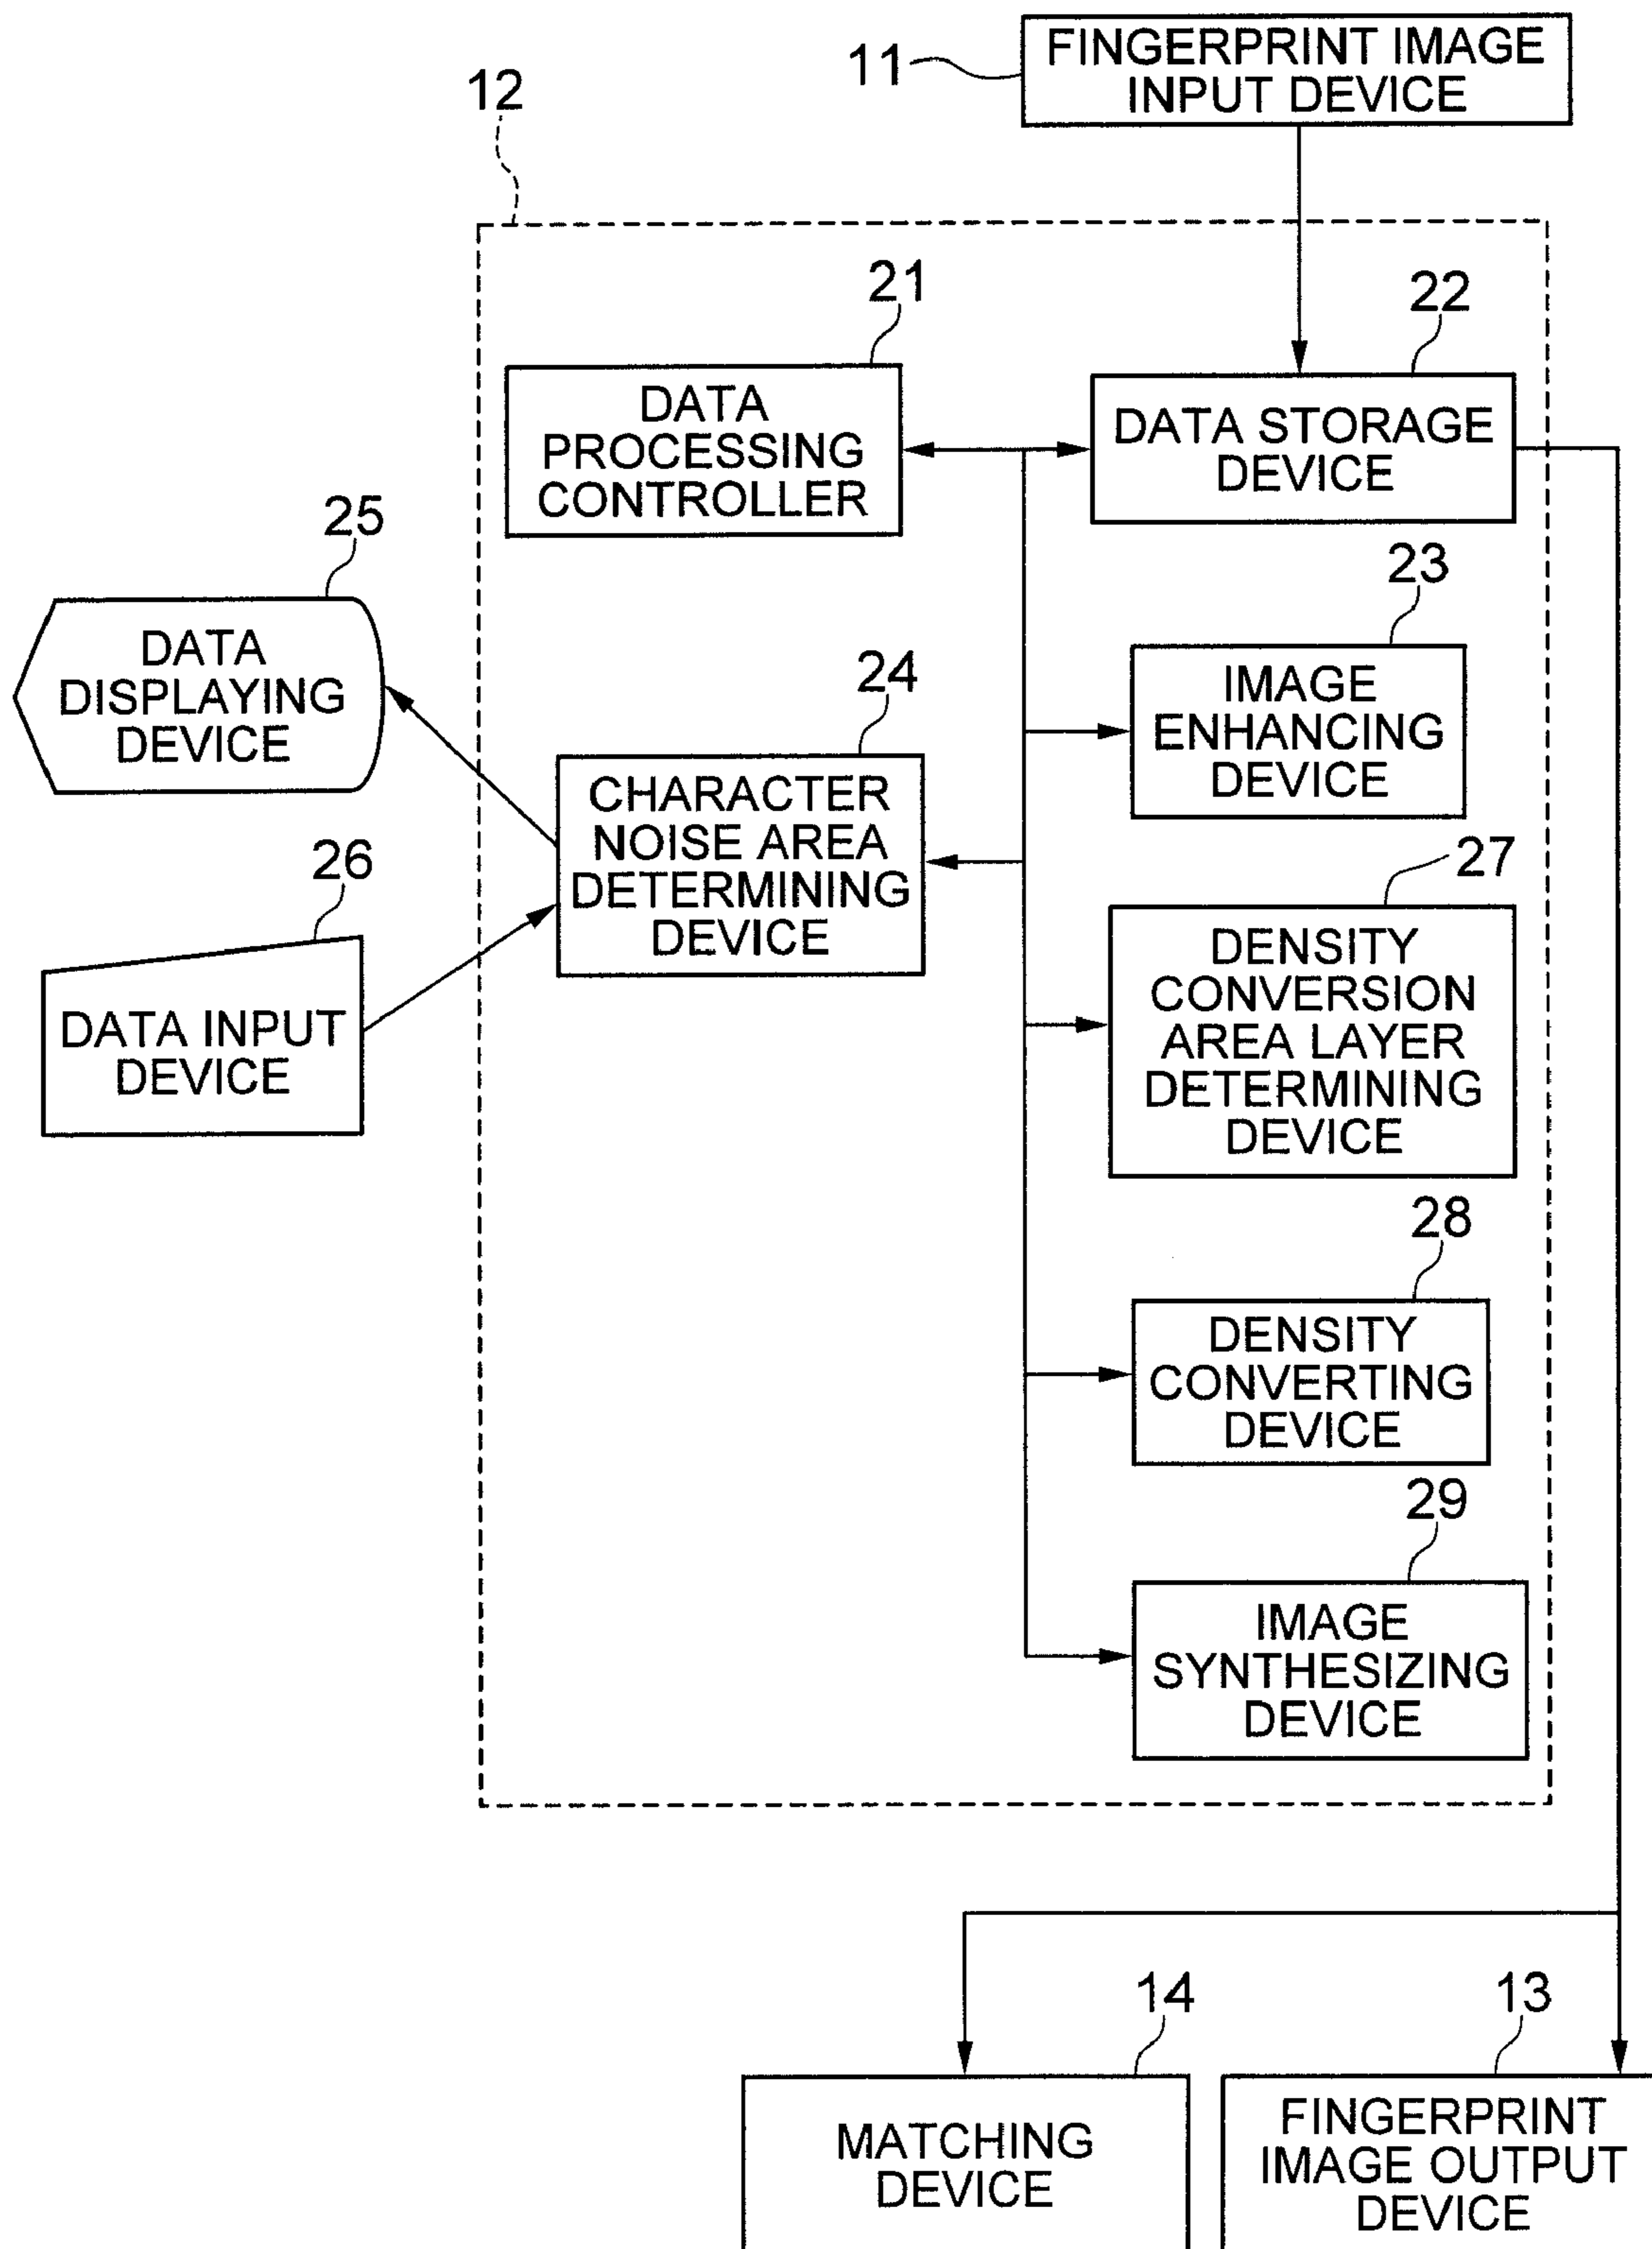 11
FINGERPRINT IMAGE
INPUT DEVICE
12
21
DATA
PROCESSING
CONTROLLER
22
DATA STORAGE
DEVICE
25
DATA
DISPLAYING
DEVICE
23
IMAGE
ENHANCING
DEVICE
24
CHARACTER
NOISE AREA
DETERMINING
DEVICE
26
DATA INPUT
DEVICE
27
DENSITY
CONVERSION
AREA LAYER
DETERMINING
DEVICE
28
DENSITY
CONVERTING
DEVICE
29
IMAGE
SYNTHESIZING
DEVICE
14
MATCHING
DEVICE
13
FINGERPRINT
IMAGE OUTPUT
DEVICE